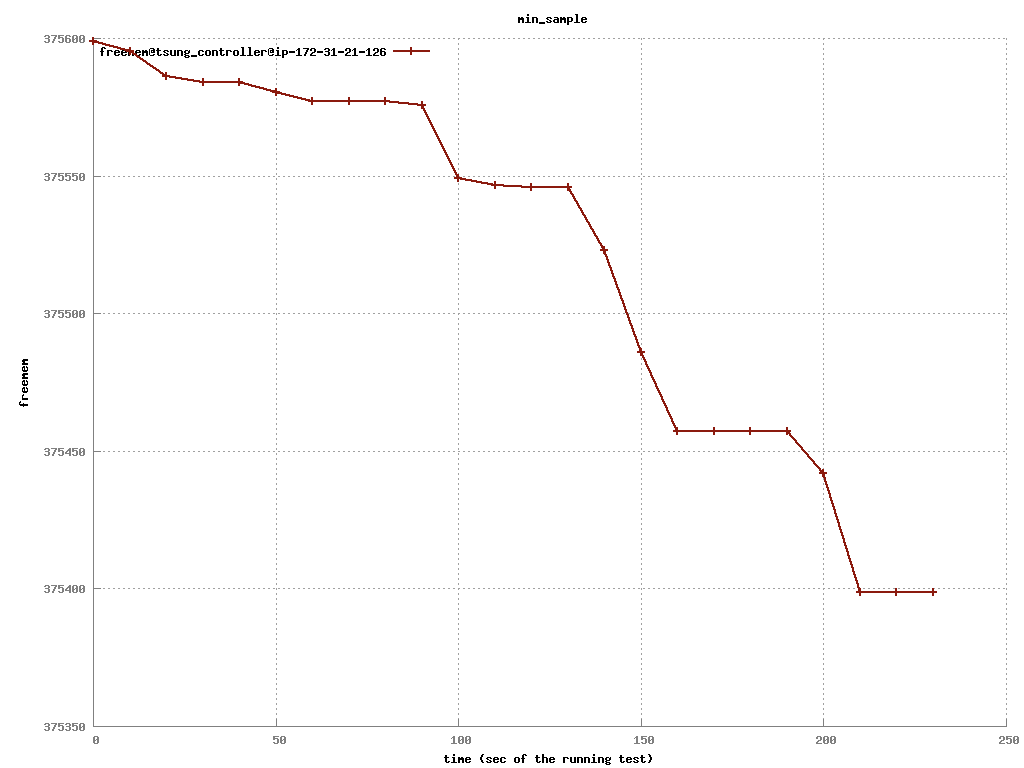 min_sample
375600
freemem@tsung_controller@ip-172-31-21-126
375550
375500
freemem
375450
375400
375350
0 50 100 150 200 250
time (sec of the running test)